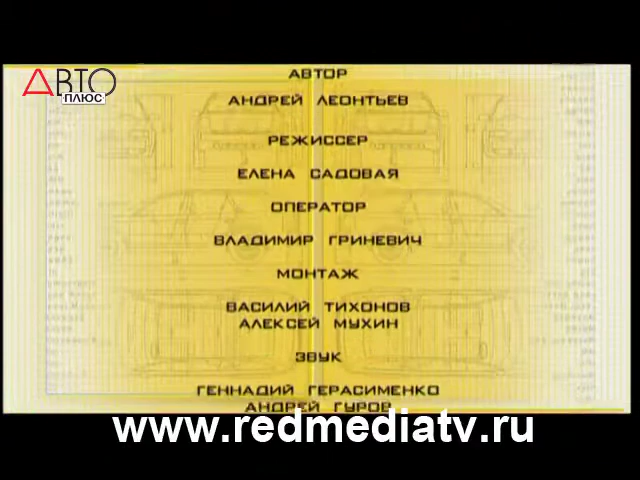 АВТО
ПЛЮС
АВТОР
АНДРЕЙ ЛЕОНТЬЕВ
РЕЖИССЕР
ЕЛЕНА САДОВАЯ
ОПЕРАТОР
ВЛАДИМИР ГРИНЕВИЧ
МОНТАЖ
ВАСИЛИЙ ТИХОНОВ
АЛЕКСЕЙ МУХИН
ЗВУК
ГЕННАДИЙ ГЕРАСИМЕНКО
АНДРЕЙ ГУРОВ
www.redmediatv.ru